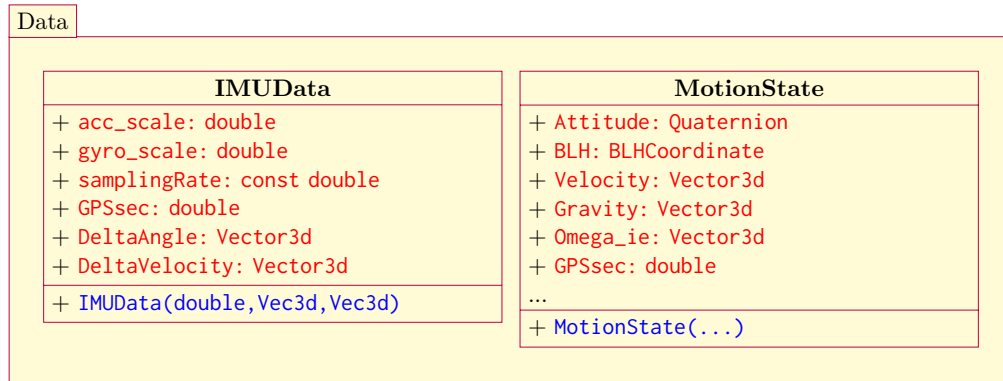 Data
IMUData
+ acc_scale: double
+ gyro_scale: double
+ samplingRate: const double
+ GPSsec: double
+ DeltaAngle: Vector3d
+ DeltaVelocity: Vector3d
+ IMUData(double,Vec3d,Vec3d)
MotionState
+ Attitude: Quaternion
+ BLH: BLHCoordinate
+ Velocity: Vector3d
+ Gravity: Vector3d
+ Omega_ie: Vector3d
+ GPSsec: double
...
+ MotionState(...)